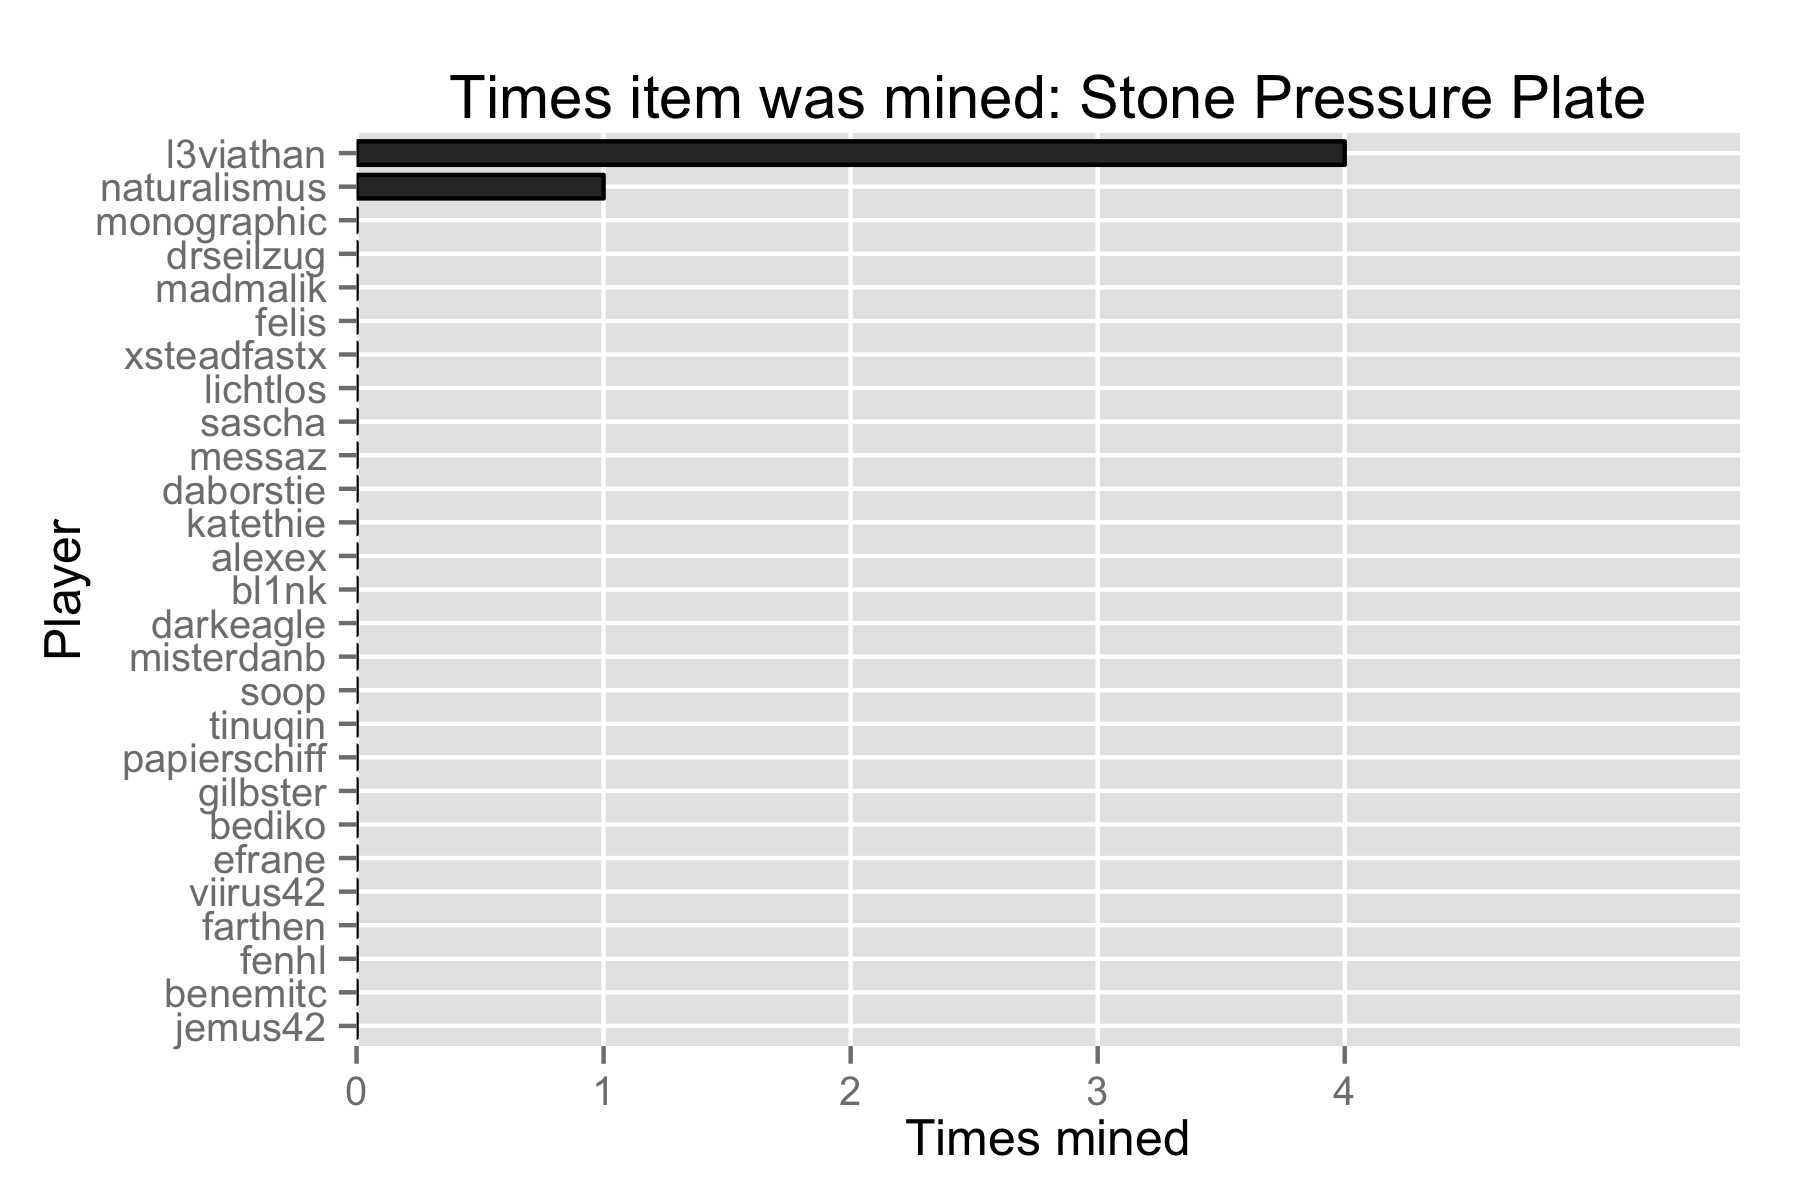 Times item was mined: Stone Pressure Plate
l3viathan
naturalismus
monographic
drseilzug
madmalik
felis
xsteadfastx
lichtlos
sascha
messaz
daborstie
katethie
alexex
bl1nk
darkeagle
misterdanb
soop
tinuqin
papierschiff
gilbster
bediko
efrane
viirus42
farthen
fenhl
benemitc
jemus42
Player
0 1 2 3 4
Times mined